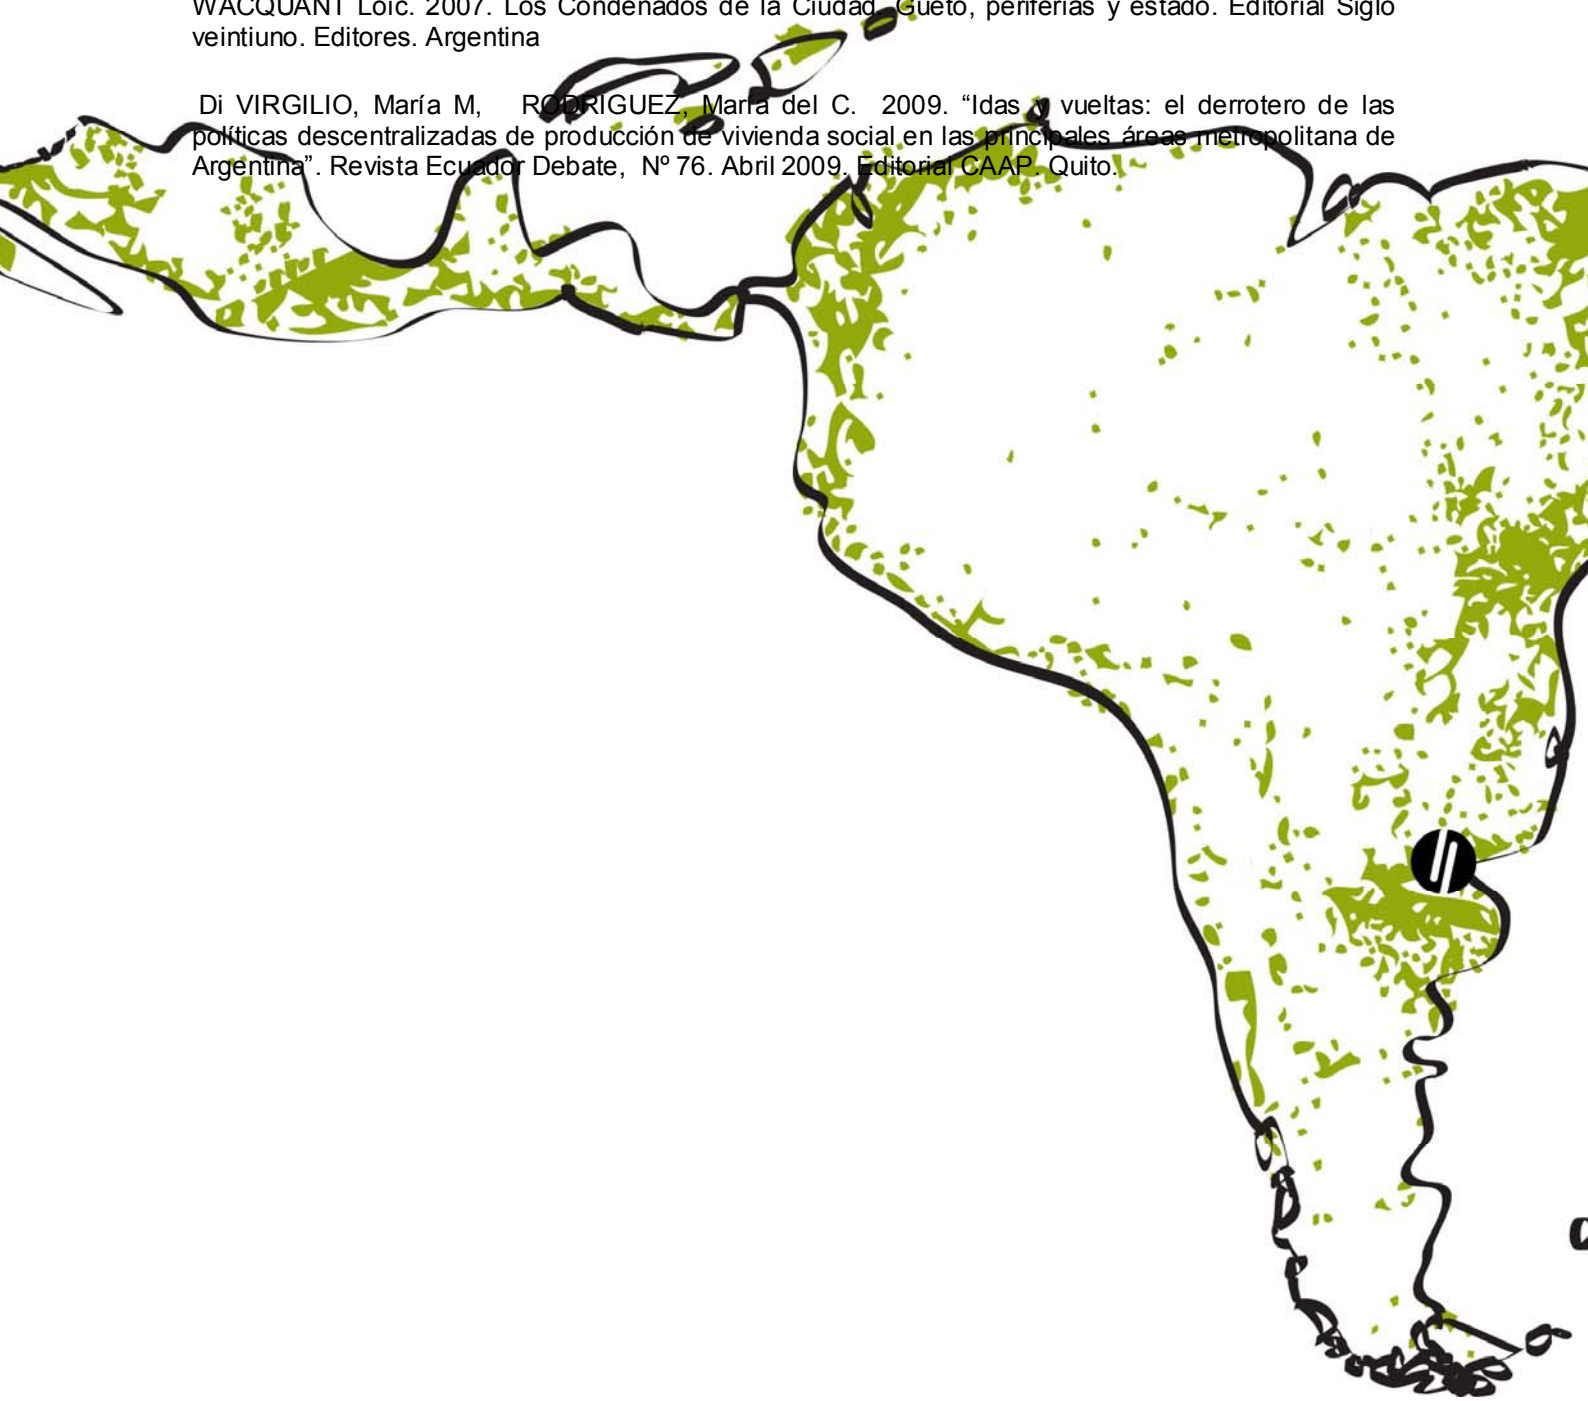 WACQUANT Loic. 2007. Los Condenados de la Ciudad. Gueto, periferias y estado. Editorial Siglo
veintiuno. Editores. Argentina
Di VIRGILIO, María M, RODRIGUEZ, María del C. 2009. “Idas y vueltas: el derrotero de las
políticas descentralizadas de producción de vivienda social en las principales áreas metropolitana de
Argentina”. Revista Ecuador Debate, Nº 76. Abril 2009. Editorial CAAP. Quito.